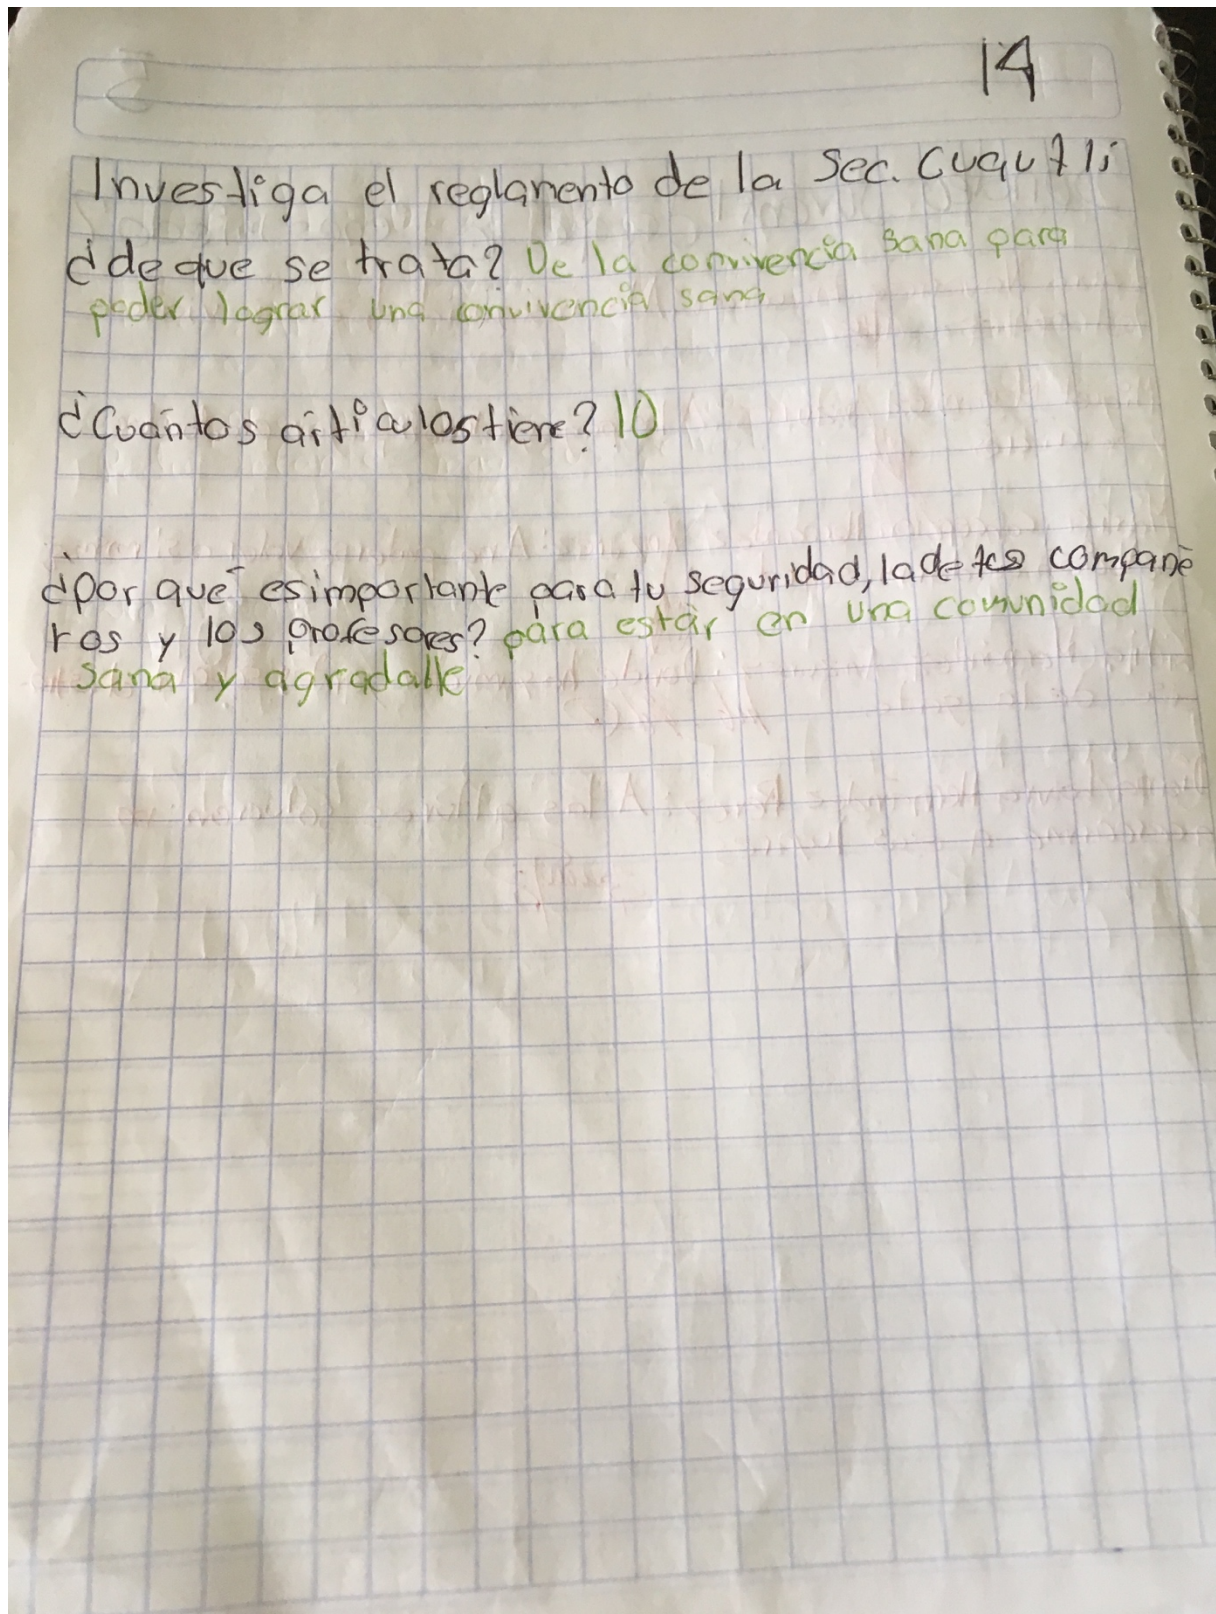 14
Investiga el reglamento de la Sec. Cuautli
¿de que se trata? De la convivencia sana para
poder lograr una convivencia sana
¿Cuántos artículos tiene? 10
¿por qué es importante para tu seguridad, la de tus compañe
ros y los profesores? para estar en una comunidad
sana y agradable